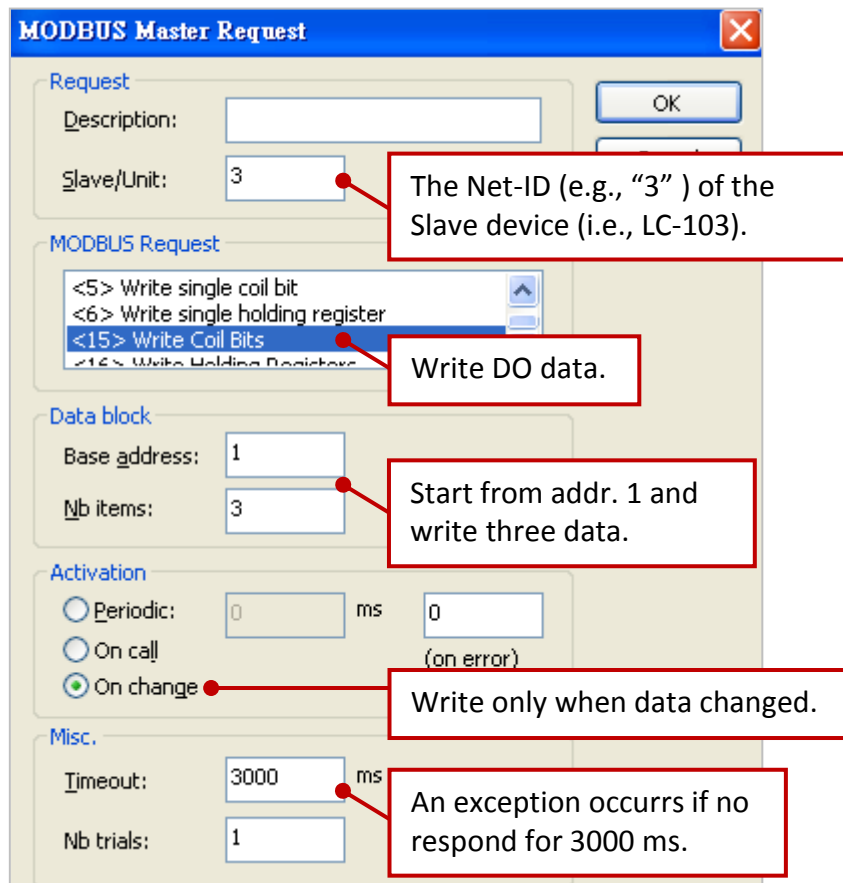 MODBUS Master Request
Request
OK
Description:
Slave/Unit:
3
The Net-ID (e.g., “3” ) of the
Slave device (i.e., LC-103).
MODBUS Request
<5> Write single coil bit
<6> Write single holding register
<15> Write Coil Bits
<16> Write Holding Registers
Write DO data.
Data block
Base address:
1
Nb items:
3
Start from addr. 1 and
write three data.
Activation
Periodic:
0
ms
0
On call
(on error)
On change
Write only when data changed.
Misc.
Timeout:
3000
ms
An exception occurrs if no
respond for 3000 ms.
Nb trials:
1